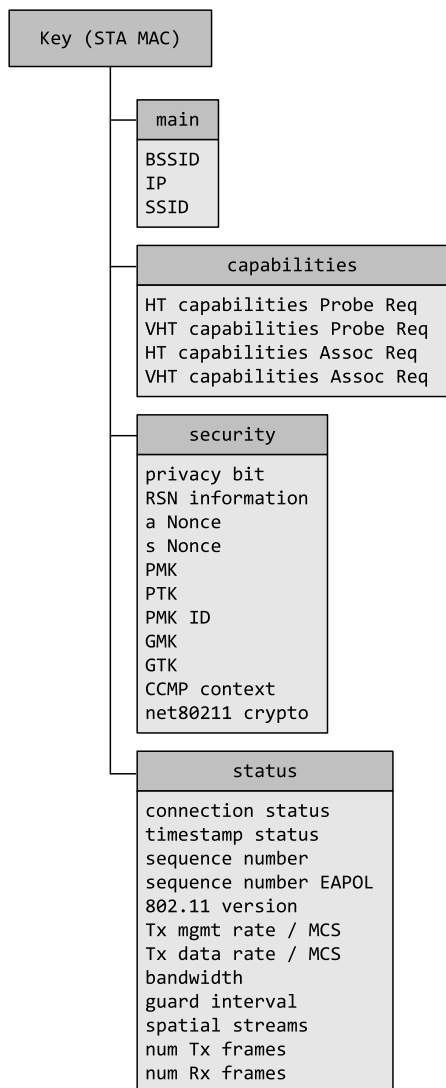 Key (STA MAC)
main
BSSID
IP
SSID
capabilities
HT capabilities Probe Req
VHT capabilities Probe Req
HT capabilities Assoc Req
VHT capabilities Assoc Req
security
privacy bit
RSN information
a Nonce
s Nonce
PMK
PTK
PMK ID
GMK
GTK
CCMP context
net80211 crypto
status
connection status
timestamp status
sequence number
sequence number EAPOL
802.11 version
Tx mgmt rate / MCS
Tx data rate / MCS
bandwidth
guard interval
spatial streams
num Tx frames
num Rx frames